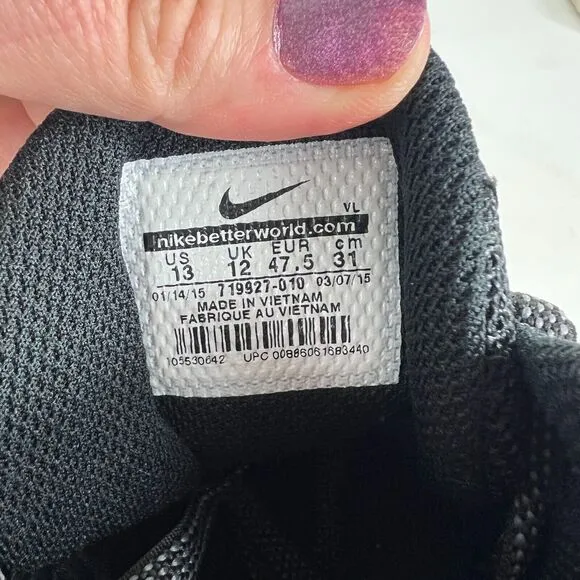 VL
nikebetterworld.com
US UK EUR cm
13 12 47.5 31
01/14/15 719927-010 03/07/15
MADE IN VIETNAM
FABRIQUE AU VIETNAM
105530642 UPC 00886061683440